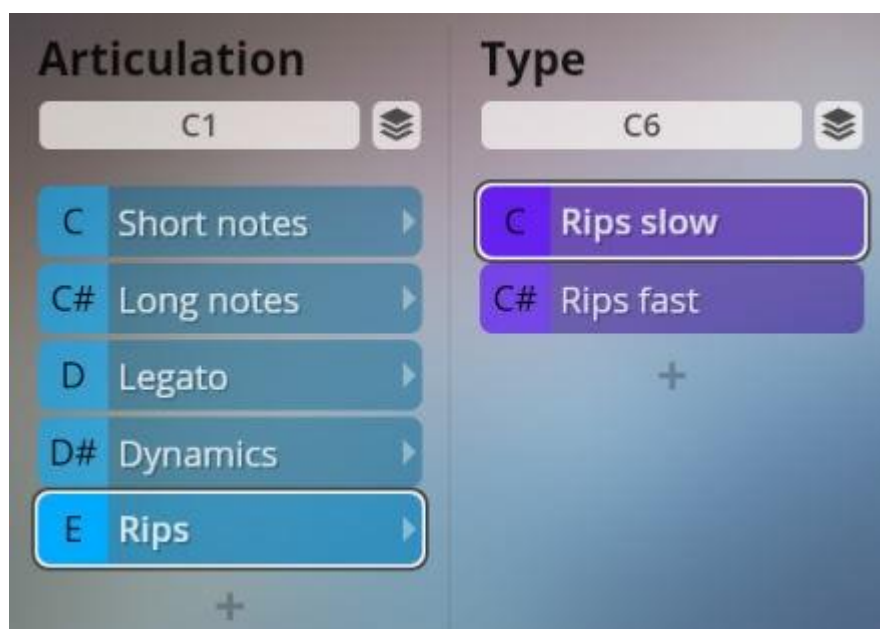 Articulation
C1
C Short notes
C# Long notes
D Legato
D# Dynamics
E Rips
+
Type
C6
C Rips slow
C# Rips fast
+